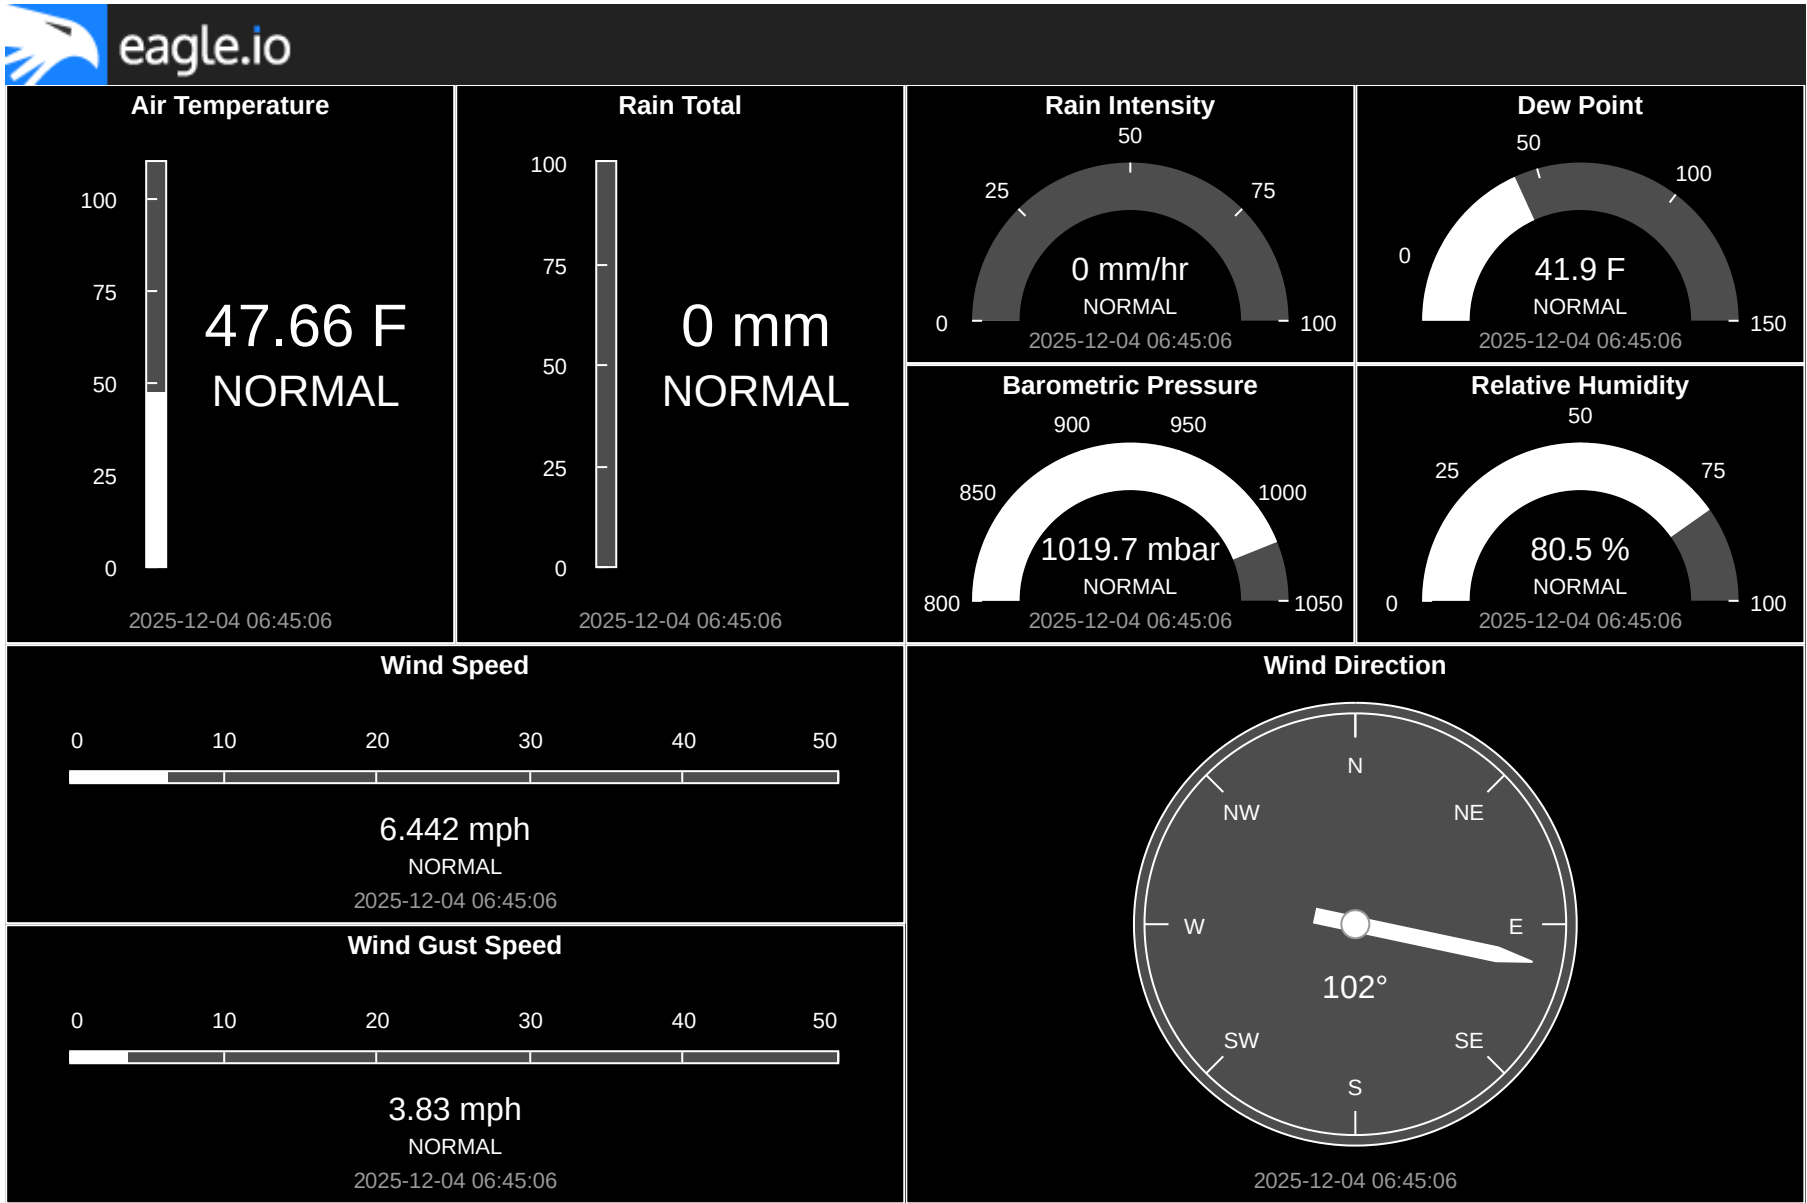 eagle.io
Air Temperature
100
75
50
25
0
47.66 F
NORMAL
2025-12-04 06:45:06
Rain Total
100
75
50
25
0
0 mm
NORMAL
2025-12-04 06:45:06
Rain Intensity
50
25
75
0
100
0 mm/hr
NORMAL
2025-12-04 06:45:06
Dew Point
50
100
0
150
41.9 F
NORMAL
2025-12-04 06:45:06
Barometric Pressure
900 950
850 1000
800 1050
1019.7 mbar
NORMAL
2025-12-04 06:45:06
Relative Humidity
50
25 75
0 100
80.5 %
NORMAL
2025-12-04 06:45:06
Wind Speed
0 10 20 30 40 50
6.442 mph
NORMAL
2025-12-04 06:45:06
Wind Gust Speed
0 10 20 30 40 50
3.83 mph
NORMAL
2025-12-04 06:45:06
Wind Direction
N
NW NE
W E
102°
SW SE
S
2025-12-04 06:45:06